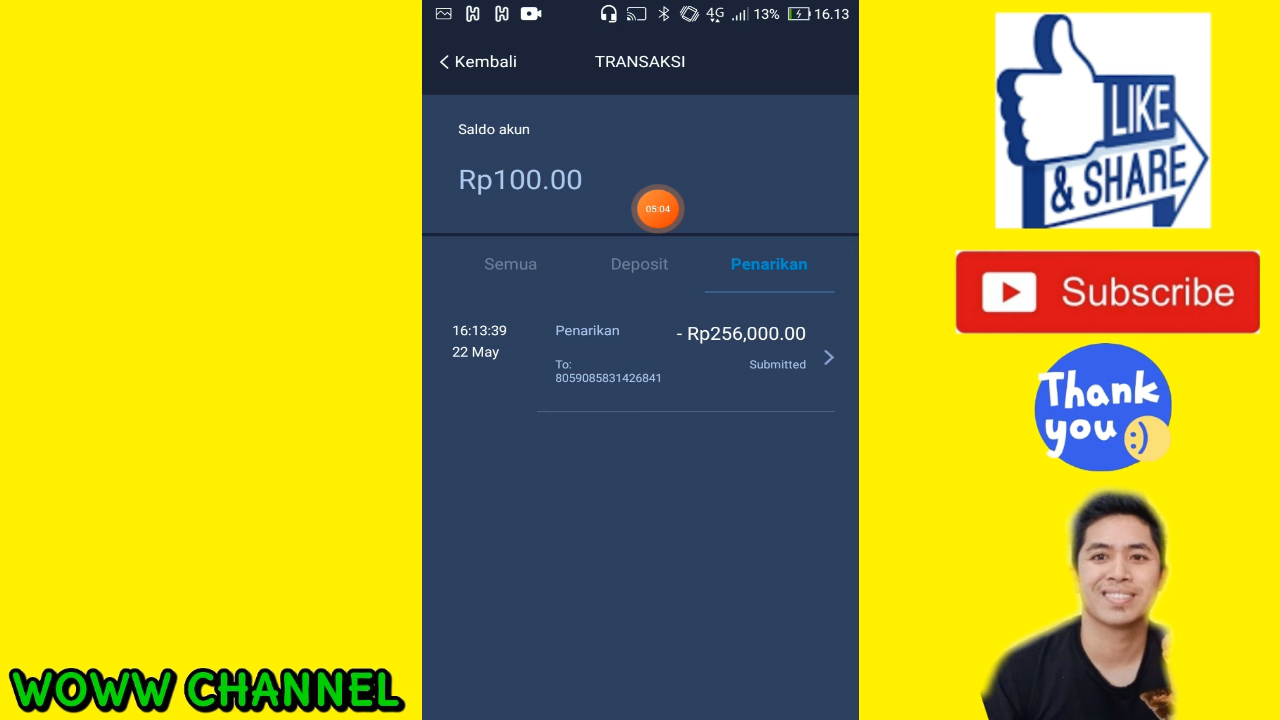 4G
13%
16.13
Kembali
TRANSAKSI
Saldo akun
Rp100.00
05:04
Semua
Deposit
Penarikan
16:13:39
22 May
Penarikan
- Rp256,000.00
To:
8059085831426841
Submitted
LIKE
& SHARE
Subscribe
Thank
you
:)
WOWW CHANNEL